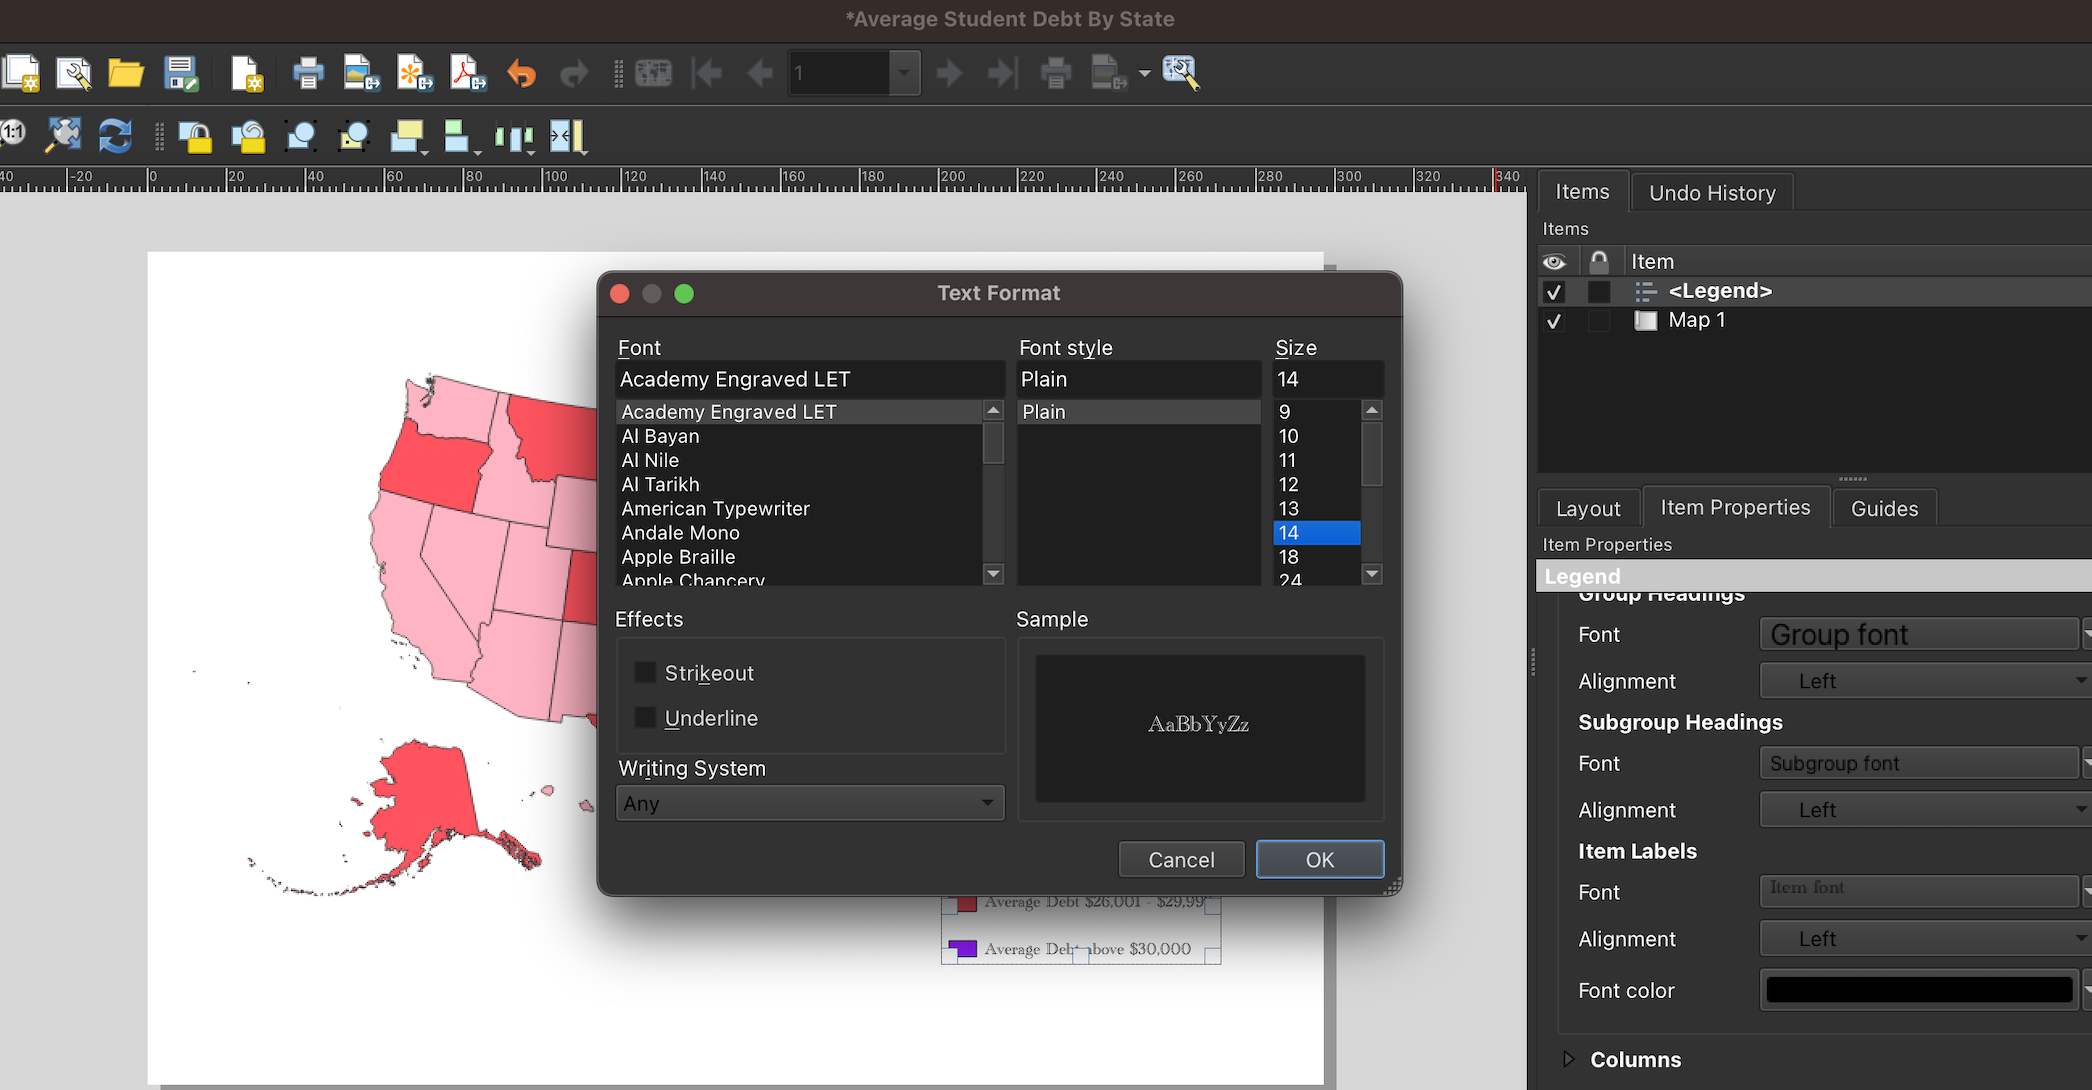 *Average Student Debt By State
1
1:1
40 -20 0 20 40 60 80 100 120 140 160 180 200 220 240 260 280 300 320 340
Items Undo History
Items
Item
<Legend>
Map 1
Text Format
Font Font style Size
Academy Engraved LET Plain 14
Academy Engraved LET Plain 9
Al Bayan 10
Al Nile 11
Al Tarikh 12
American Typewriter 13
Andale Mono 14
Apple Braille 18
Apple Chancery 24
Effects Sample
Strikeout
Underline
AaBbYyZz
Writing System
Any
Cancel OK
Average Debt $26,001 - $29,99
Average Debt above $30,000
Layout Item Properties Guides
Item Properties
Legend
Group Headings
Font Group font
Alignment Left
Subgroup Headings
Font Subgroup font
Alignment Left
Item Labels
Font Item font
Alignment Left
Font color
Columns